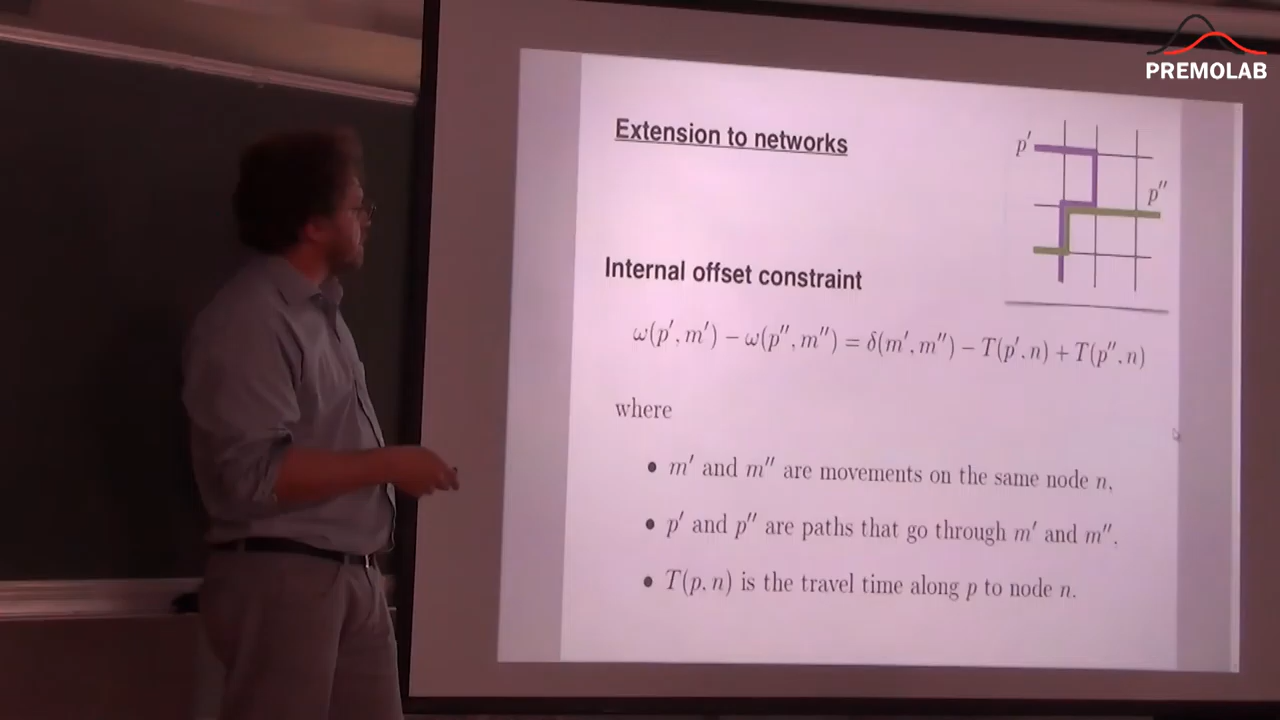 PREMOLAB
Extension to networks
p′
p″
Internal offset constraint
ω(p′, m′) − ω(p″, m″) = δ(m′, m″) − T(p′, n) + T(p″, n)
where
• m′ and m″ are movements on the same node n,
• p′ and p″ are paths that go through m′ and m″.
• T(p, n) is the travel time along p to node n.